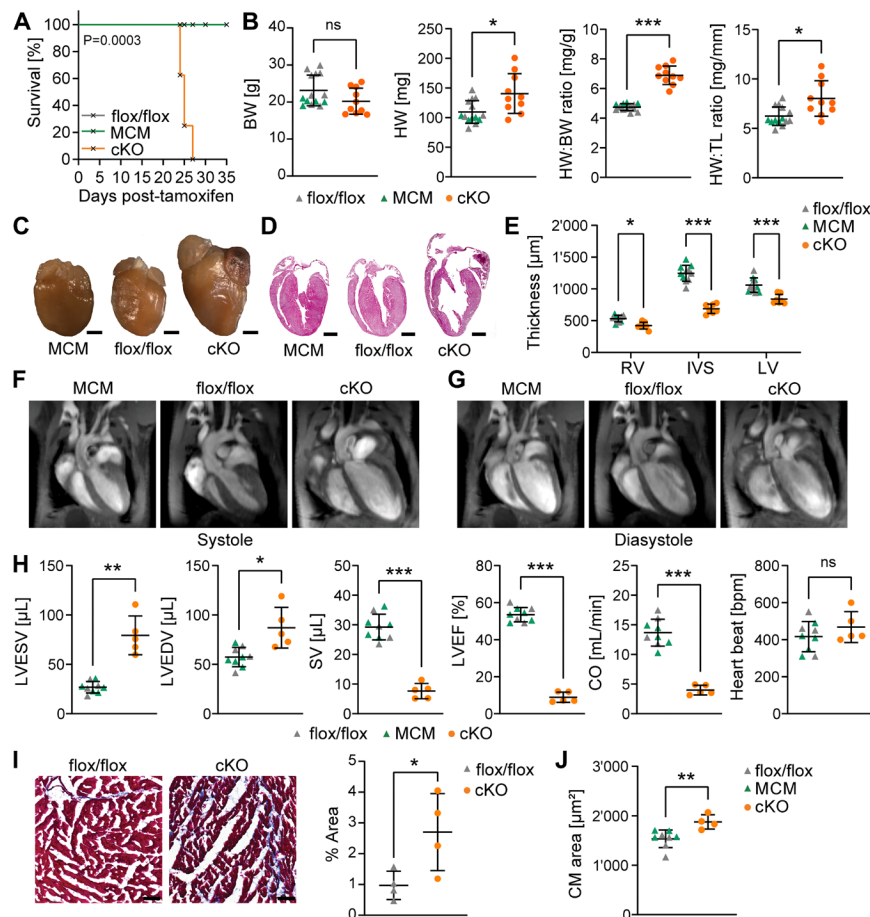 A
Survival [%]
100
80
60
40
20
0
P=0.0003
flox/flox
MCM
cKO
0 5 10 15 20 25 30 35
Days post-tamoxifen
B
BW [g]
50
40
30
20
10
0
ns
HW [mg]
250
200
150
100
50
0
*
HW:BW ratio [mg/g]
10
8
6
4
2
0
***
HW:TL ratio [mg/mm]
15
10
5
0
*
flox/flox MCM cKO
C
MCM flox/flox cKO
D
MCM flox/flox cKO
E
Thickness [µm]
2'000
1'500
1'000
500
0
* *** ***
RV IVS LV
flox/flox
MCM
cKO
F
MCM flox/flox cKO
Systole
G
MCM flox/flox cKO
Diasystole
H
LVESV [µL]
150
100
50
0
**
LVEDV [µL]
150
100
50
0
*
SV [µL]
50
40
30
20
10
0
***
LVEF [%]
80
60
40
20
0
***
CO [mL/min]
25
20
15
10
5
0
***
Heart beat [bpm]
800
600
400
200
0
ns
flox/flox MCM cKO
I
flox/flox cKO
% Area
5
4
3
2
1
0
*
flox/flox
cKO
J
CM area [µm²]
3'000
2'000
1'000
0
**
flox/flox
MCM
cKO